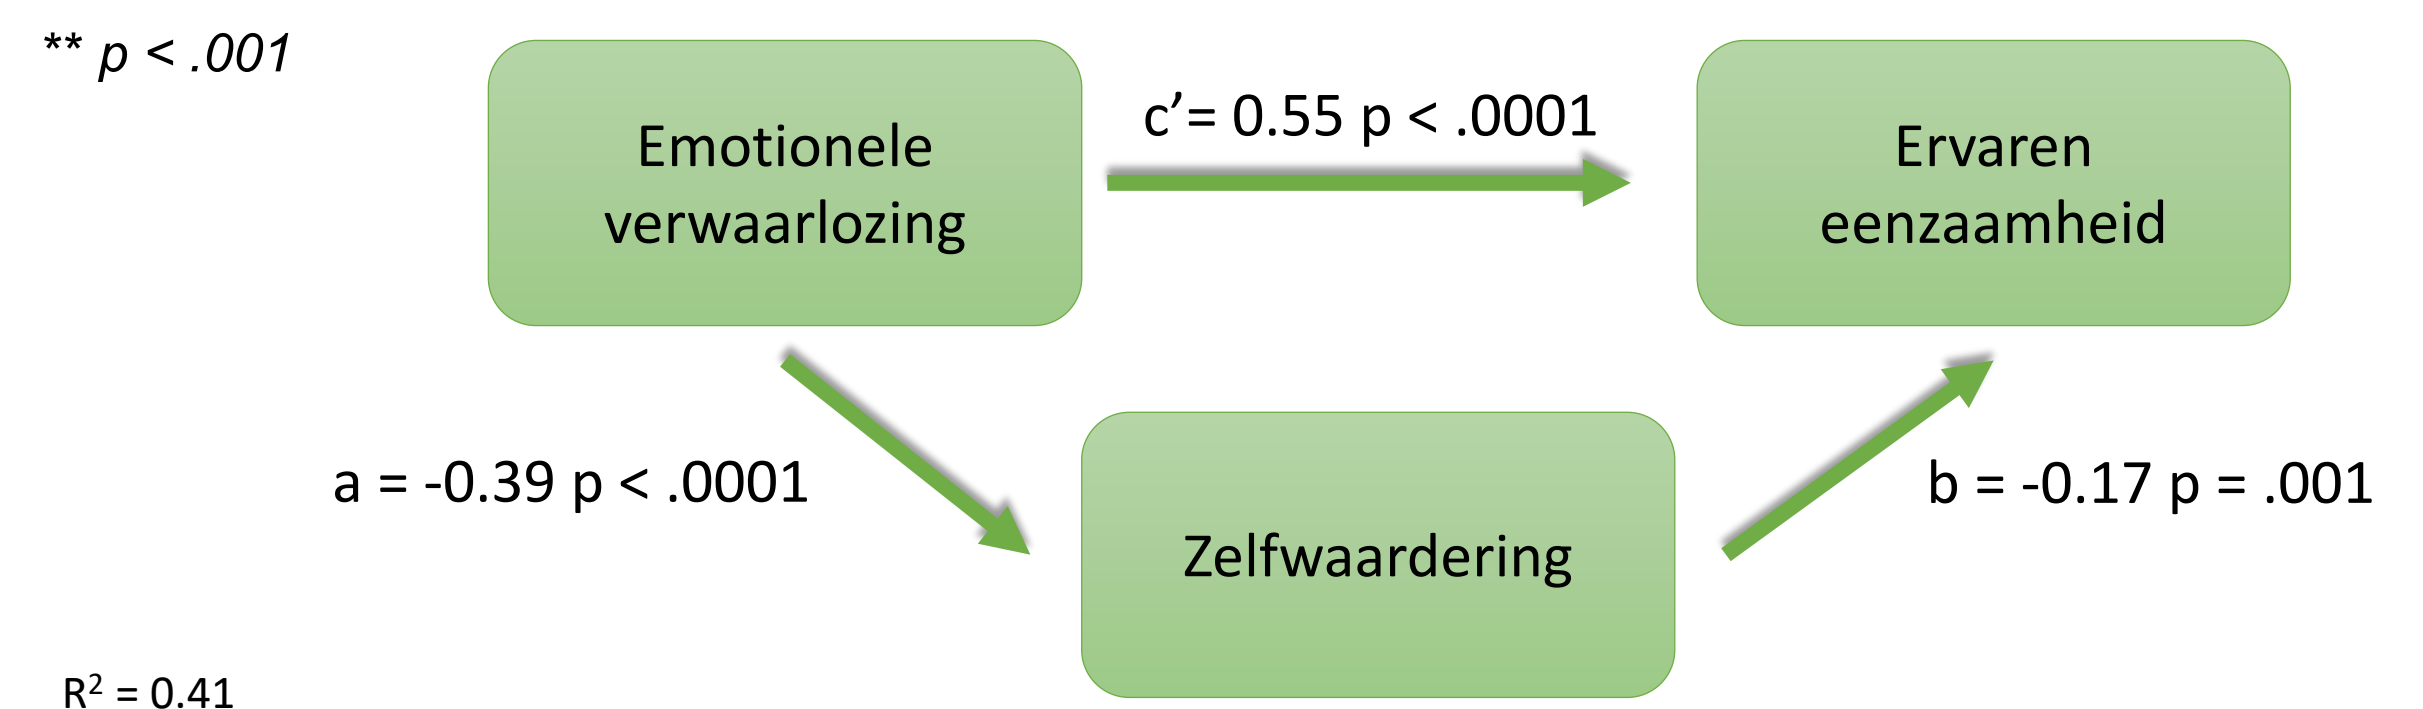 ** p < .001
Emotionele
verwaarlozing
c’= 0.55 p < .0001
Ervaren
eenzaamheid
a = -0.39 p < .0001
Zelfwaardering
b = -0.17 p = .001
R² = 0.41